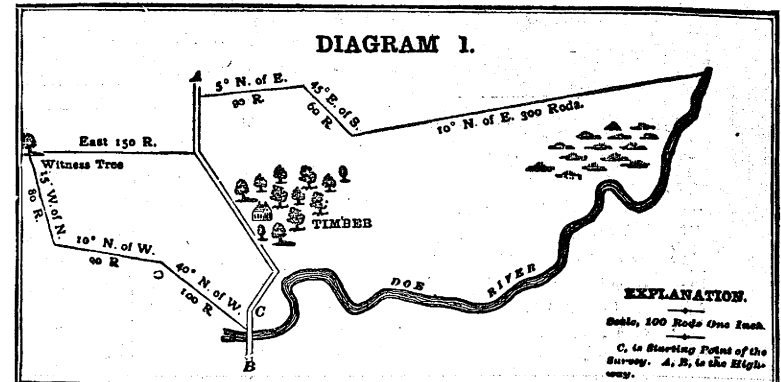 DIAGRAM 1.
A
5° N. of E.
90 R.
45° E. of S.
60 R.
10° N. of E. 300 Rods.
East 150 R.
Witness Tree
15° W. of N.
80 R.
TIMBER
10° N. of W.
90 R
C
40° N. of W.
100 R.
DOE RIVER
C
B
EXPLANATION.
Scale, 100 Rods One Inch.
C, is Starting Point of the
Survey. A, B, is the High-
way.